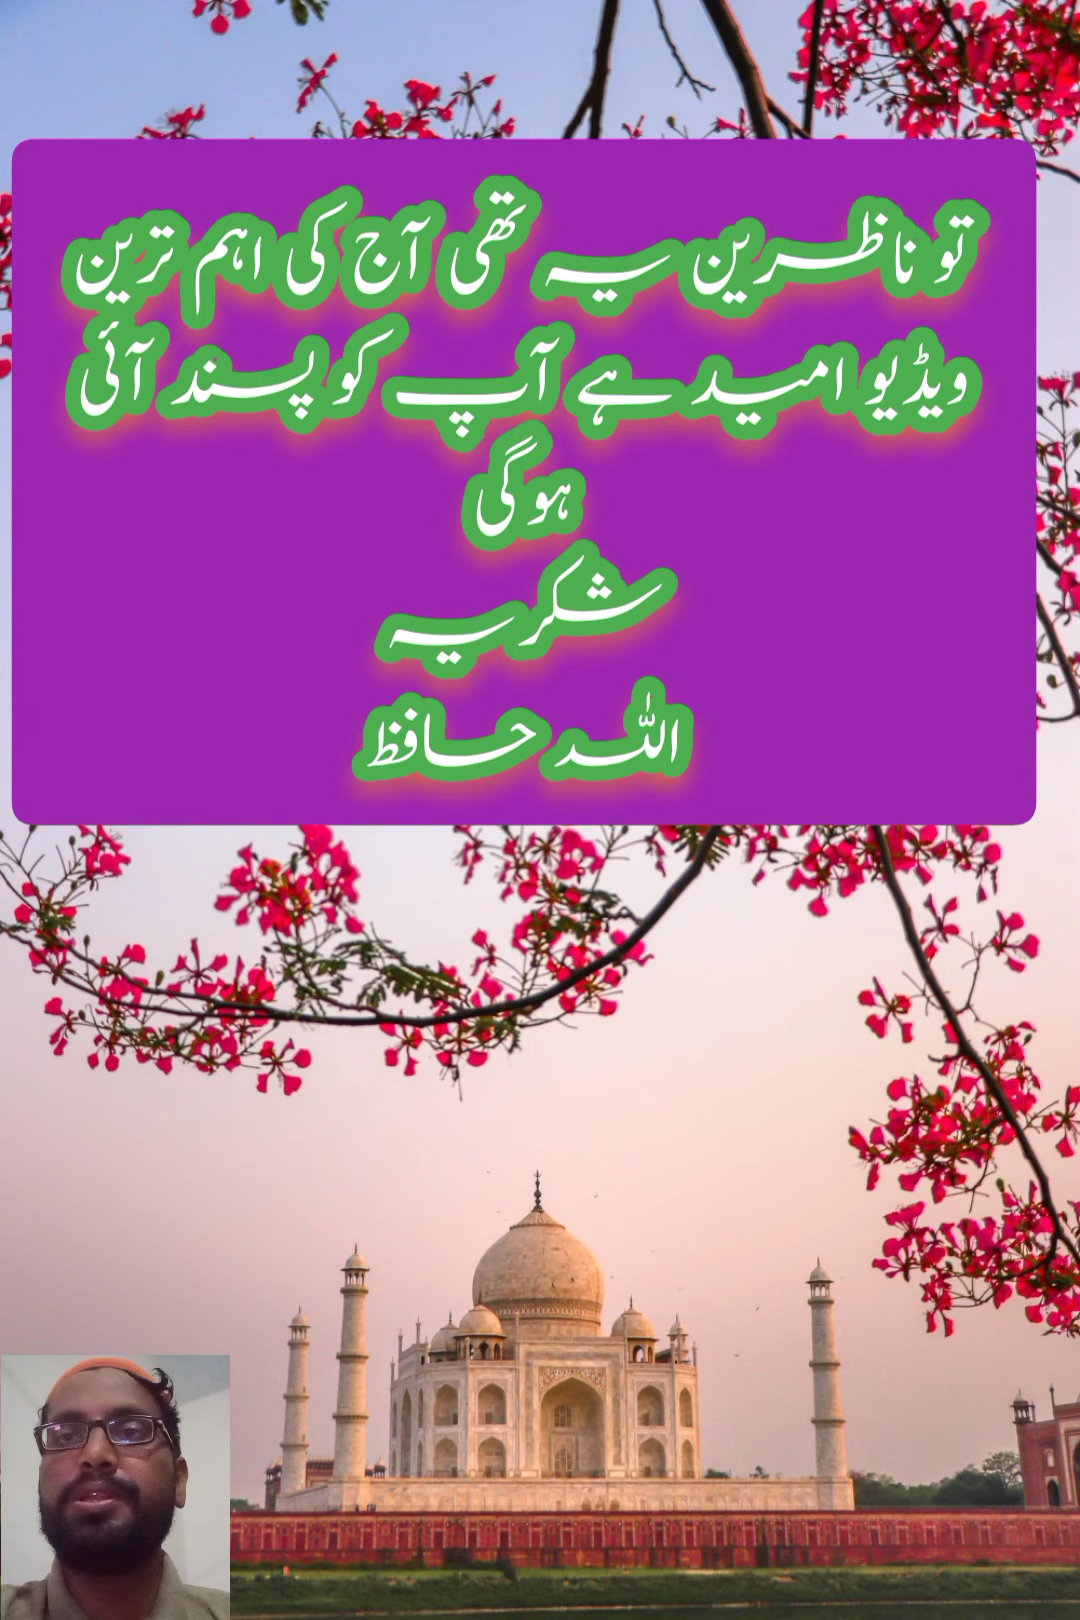 تو ناظرین یہ تھی آج کی اہم ترین
ویڈیو امید ہے آپ کو پسند آئی
ہوگی
شکریہ
اللہ حافظ